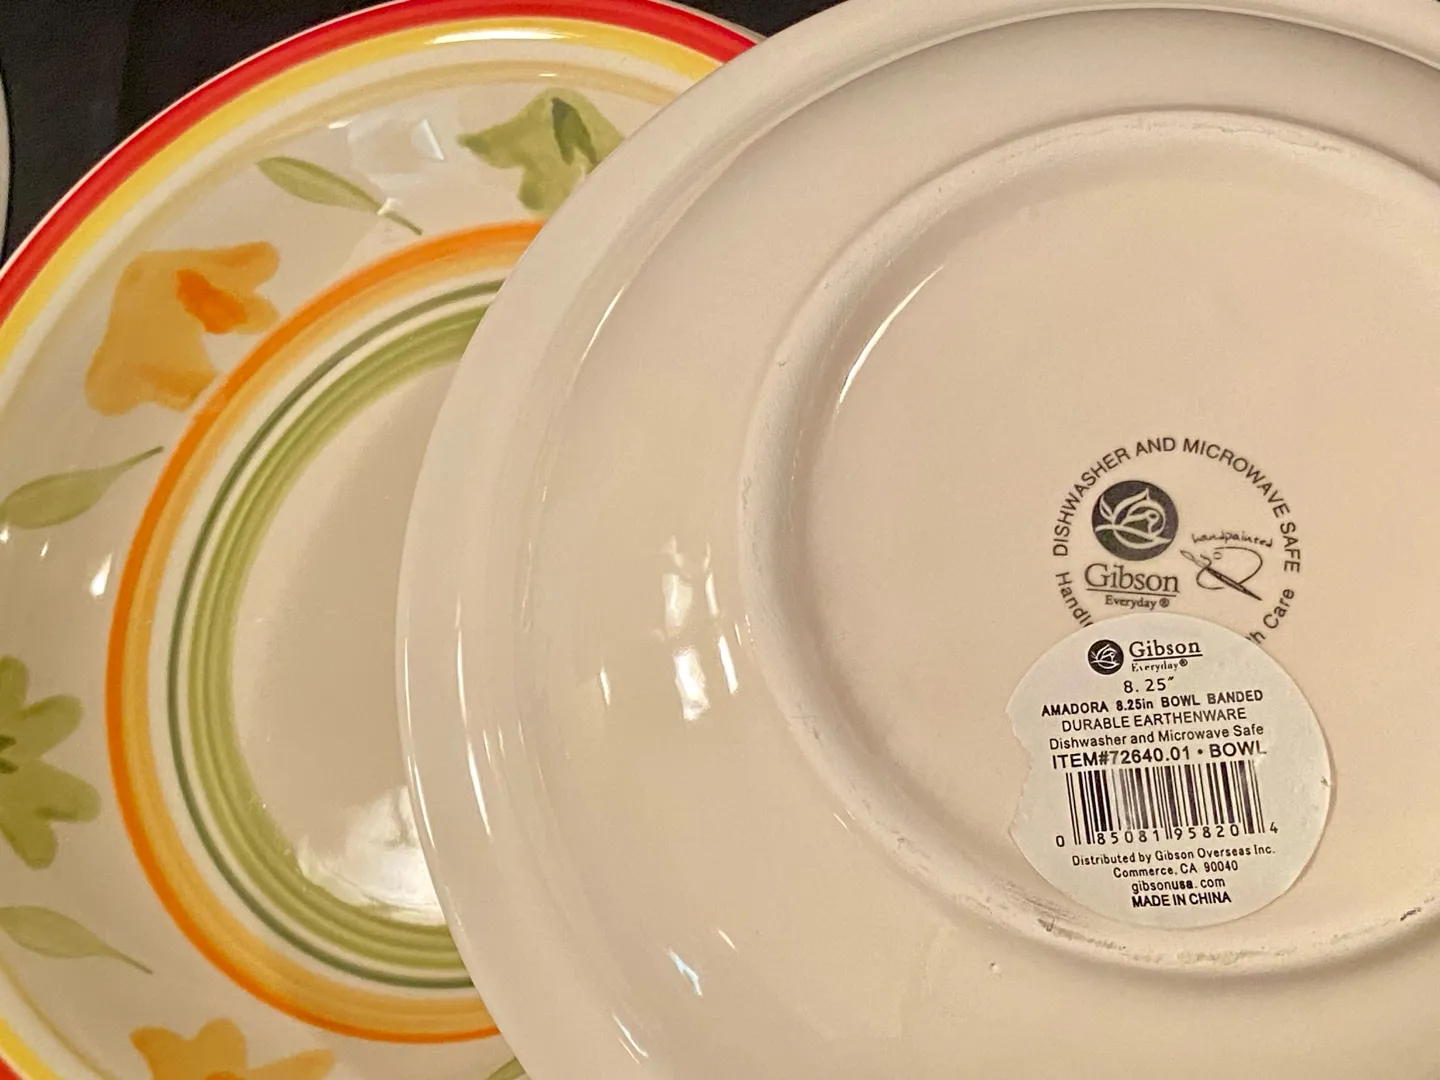 DISHWASHER AND MICROWAVE SAFE
handpainted
Gibson
Everyday®
Care
Gibson
Everyday®
8.25"
AMADORA 8.25in BOWL BANDED
DURABLE EARTHENWARE
Dishwasher and Microwave Safe
ITEM#72640.01 • BOWL
0 85081 95820 4
Distributed by Gibson Overseas Inc.
Commerce, CA 90040
gibsonusa.com
MADE IN CHINA